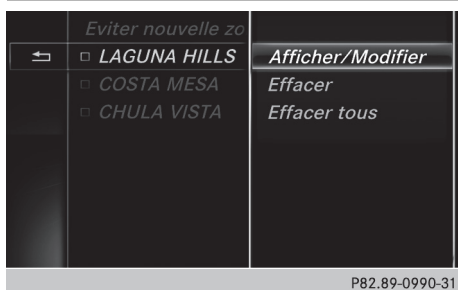 Eviter nouvelle zo
□ LAGUNA HILLS
□ COSTA MESA
□ CHULA VISTA
Afficher/Modifier
Effacer
Effacer tous
P82.89-0990-31